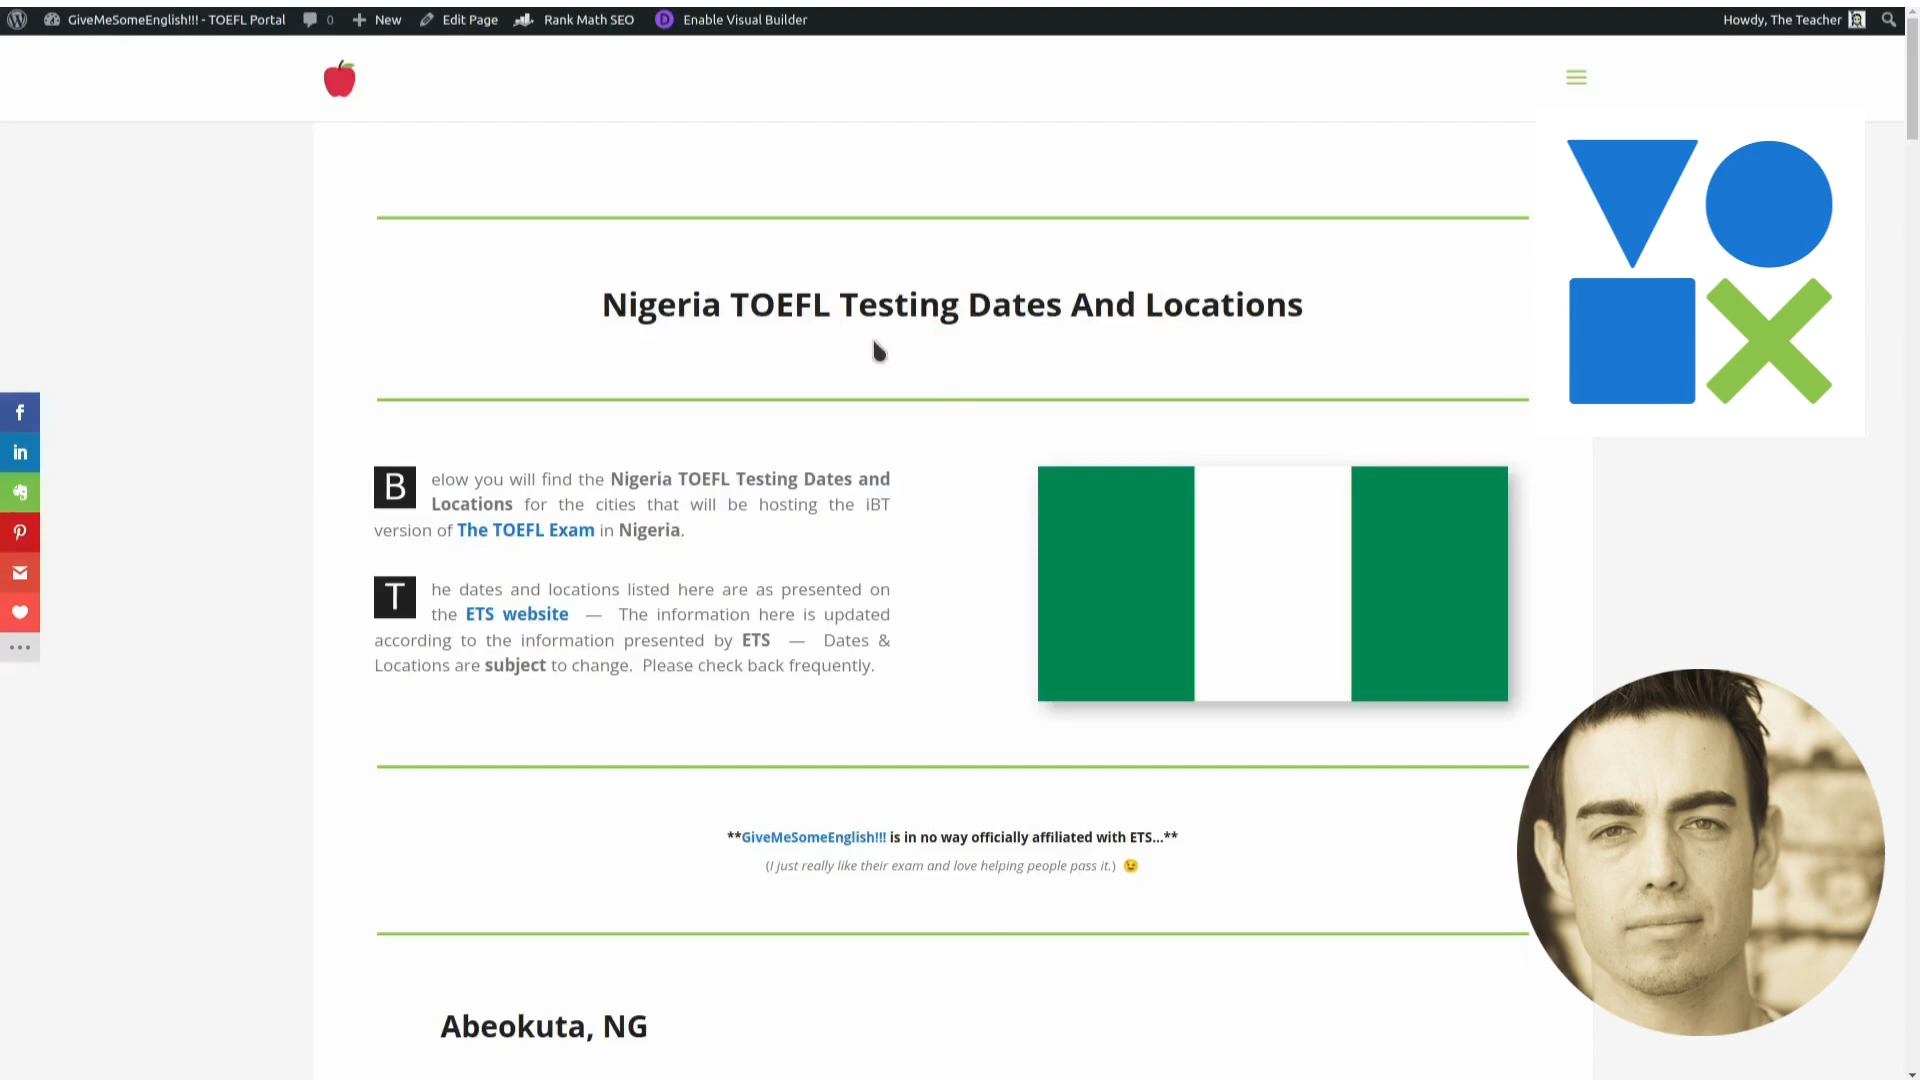 GiveMeSomeEnglish!!! - TOEFL Portal 0 New Edit Page Rank Math SEO Enable Visual Builder Howdy, The Teacher
Nigeria TOEFL Testing Dates And Locations
Below you will find the Nigeria TOEFL Testing Dates and
Locations for the cities that will be hosting the iBT
version of The TOEFL Exam in Nigeria.
The dates and locations listed here are as presented on
the ETS website — The information here is updated
according to the information presented by ETS — Dates &
Locations are subject to change. Please check back frequently.
**GiveMeSomeEnglish!!! is in no way officially affiliated with ETS...**
(I just really like their exam and love helping people pass it.) 😉
Abeokuta, NG